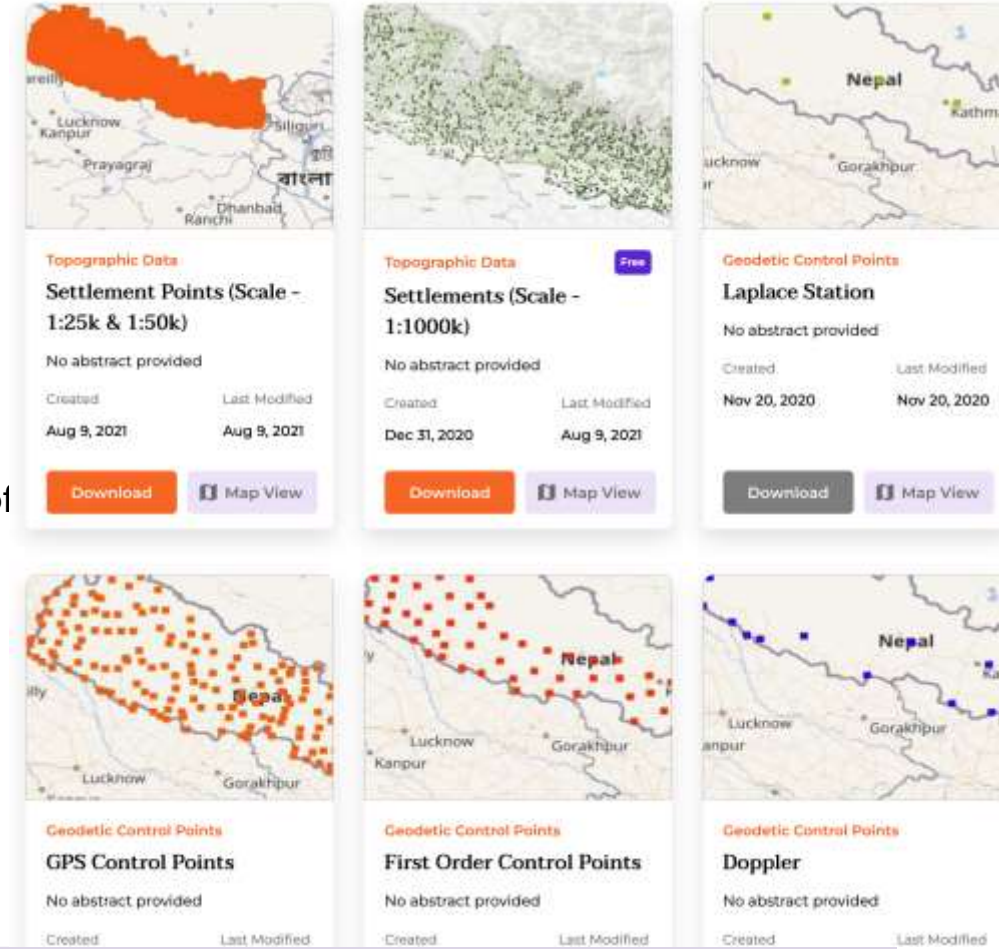 Lucknow
Kanpur
Prayagraj
Siliguri
Dhanbad
Ranchi
Topographic Data
Settlement Points (Scale -
1:25k & 1:50k)
No abstract provided
Created Last Modified
Aug 9, 2021 Aug 9, 2021
Download Map View
Topographic Data Free
Settlements (Scale -
1:1000k)
No abstract provided
Created Last Modified
Dec 31, 2020 Aug 9, 2021
Download Map View
Nepal
Kathm
ucknow
Gorakhpur
Geodetic Control Points
Laplace Station
No abstract provided
Created Last Modified
Nov 20, 2020 Nov 20, 2020
Download Map View
of
illy
Nepal
Lucknow
Gorakhpur
Geodetic Control Points
GPS Control Points
No abstract provided
Created Last Modified
y
Nepal
Lucknow
Gorakhpur
Kanpur
Geodetic Control Points
First Order Control Points
No abstract provided
Created Last Modified
Nepal
Ka
Lucknow
Gorakhpur
anpur
Geodetic Control Points
Doppler
No abstract provided
Created Last Modified